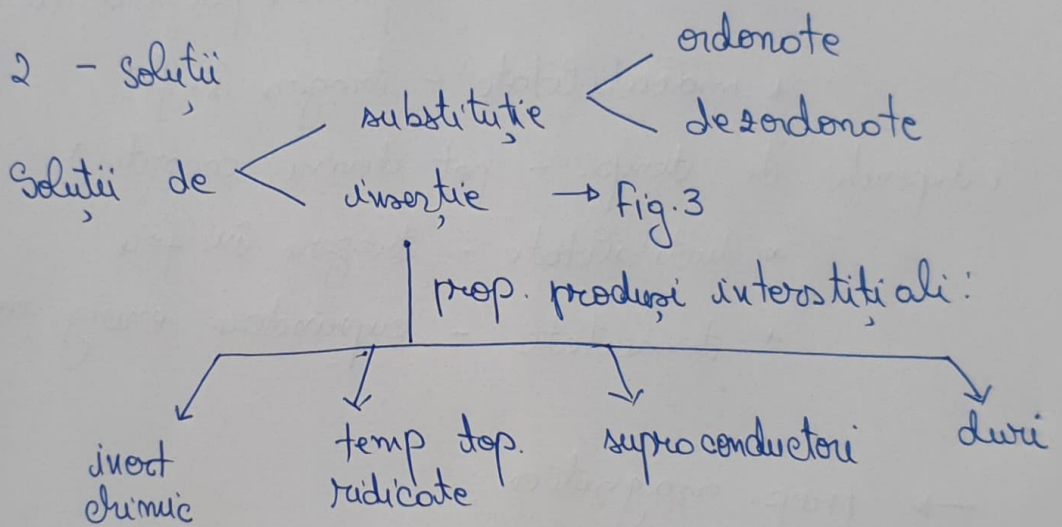 2 - soluții
ordonate
substituție
dezordonate
Soluții de
inserție → Fig. 3
prop. produși interstițiali:
inert chimic
temp top. ridicate
supraconductori
duri